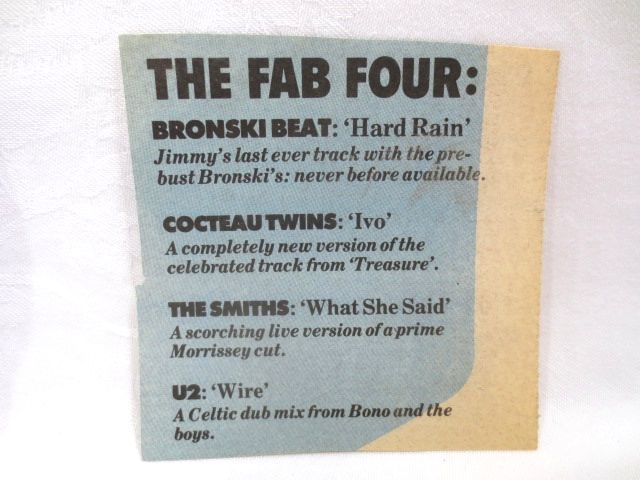 THE FAB FOUR:
BRONSKI BEAT: ‘Hard Rain’
Jimmy’s last ever track with the pre-
bust Bronski’s: never before available.
COCTEAU TWINS: ‘Ivo’
A completely new version of the
celebrated track from ‘Treasure’.
THE SMITHS: ‘What She Said’
A scorching live version of a prime
Morrissey cut.
U2: ‘Wire’
A Celtic dub mix from Bono and the
boys.